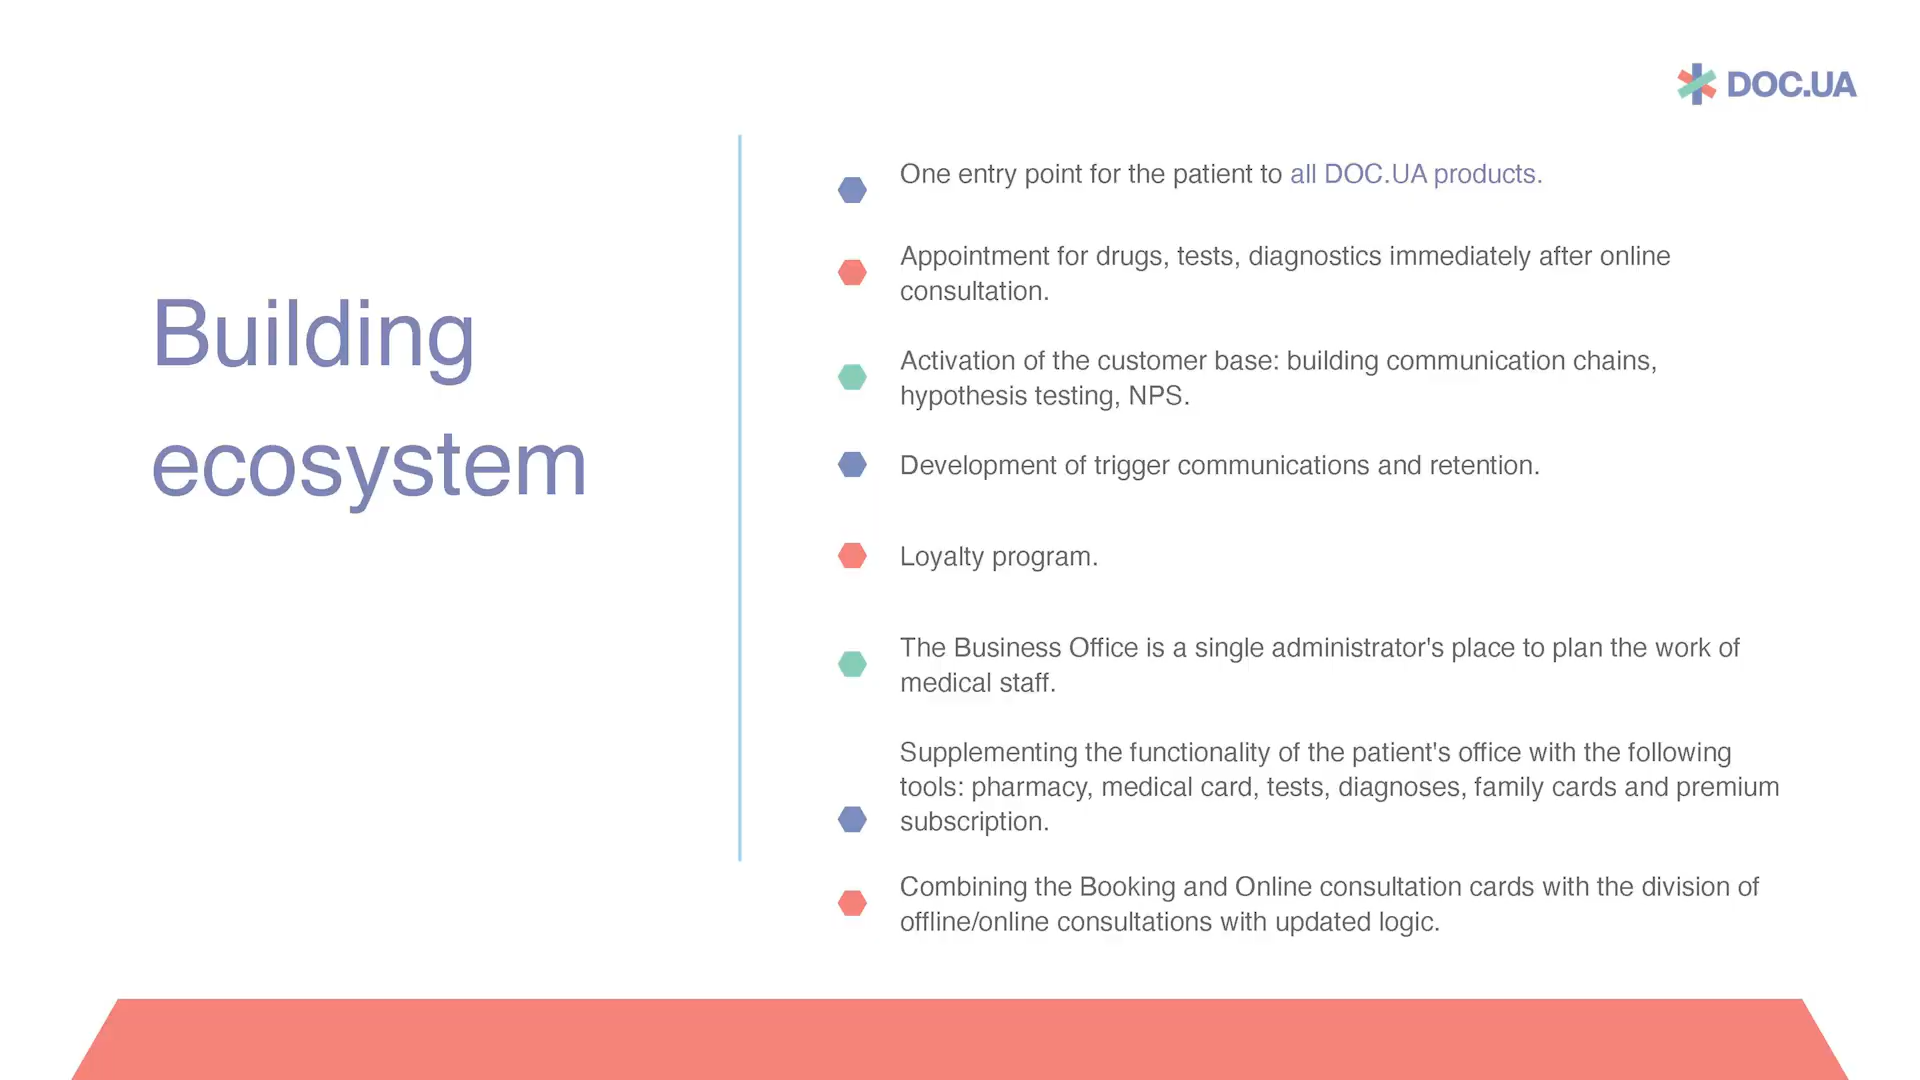 DOC.UA
Building
ecosystem
One entry point for the patient to all DOC.UA products.
Appointment for drugs, tests, diagnostics immediately after online
consultation.
Activation of the customer base: building communication chains,
hypothesis testing, NPS.
Development of trigger communications and retention.
Loyalty program.
The Business Office is a single administrator's place to plan the work of
medical staff.
Supplementing the functionality of the patient's office with the following
tools: pharmacy, medical card, tests, diagnoses, family cards and premium
subscription.
Combining the Booking and Online consultation cards with the division of
offline/online consultations with updated logic.